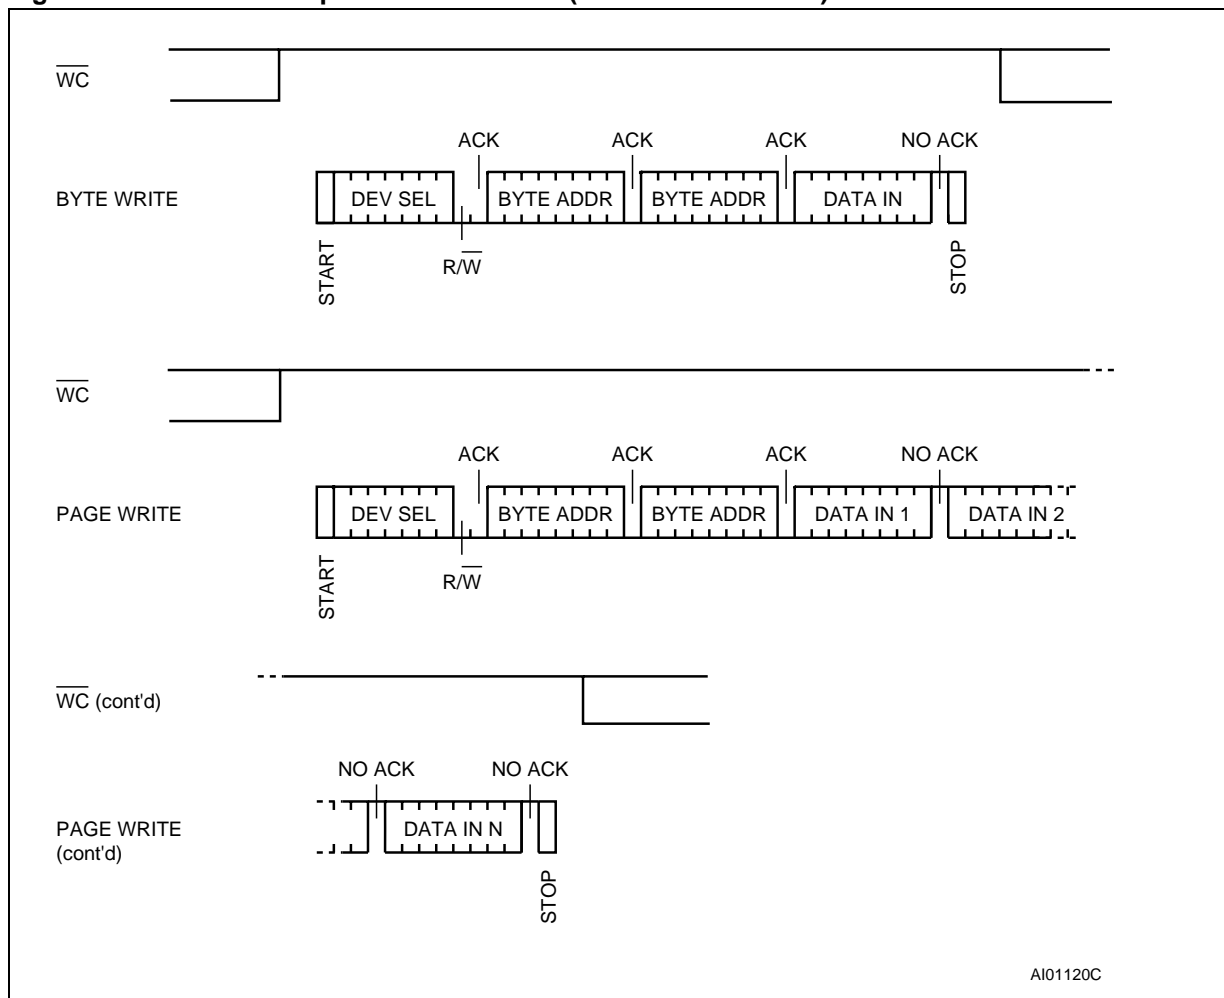 WC
ACK ACK ACK NO ACK
BYTE WRITE DEV SEL BYTE ADDR BYTE ADDR DATA IN
R/W
START STOP
WC
ACK ACK ACK NO ACK
PAGE WRITE DEV SEL BYTE ADDR BYTE ADDR DATA IN 1 DATA IN 2
R/W
START
WC (cont'd)
NO ACK NO ACK
PAGE WRITE DATA IN N
(cont'd)
STOP
AI01120C